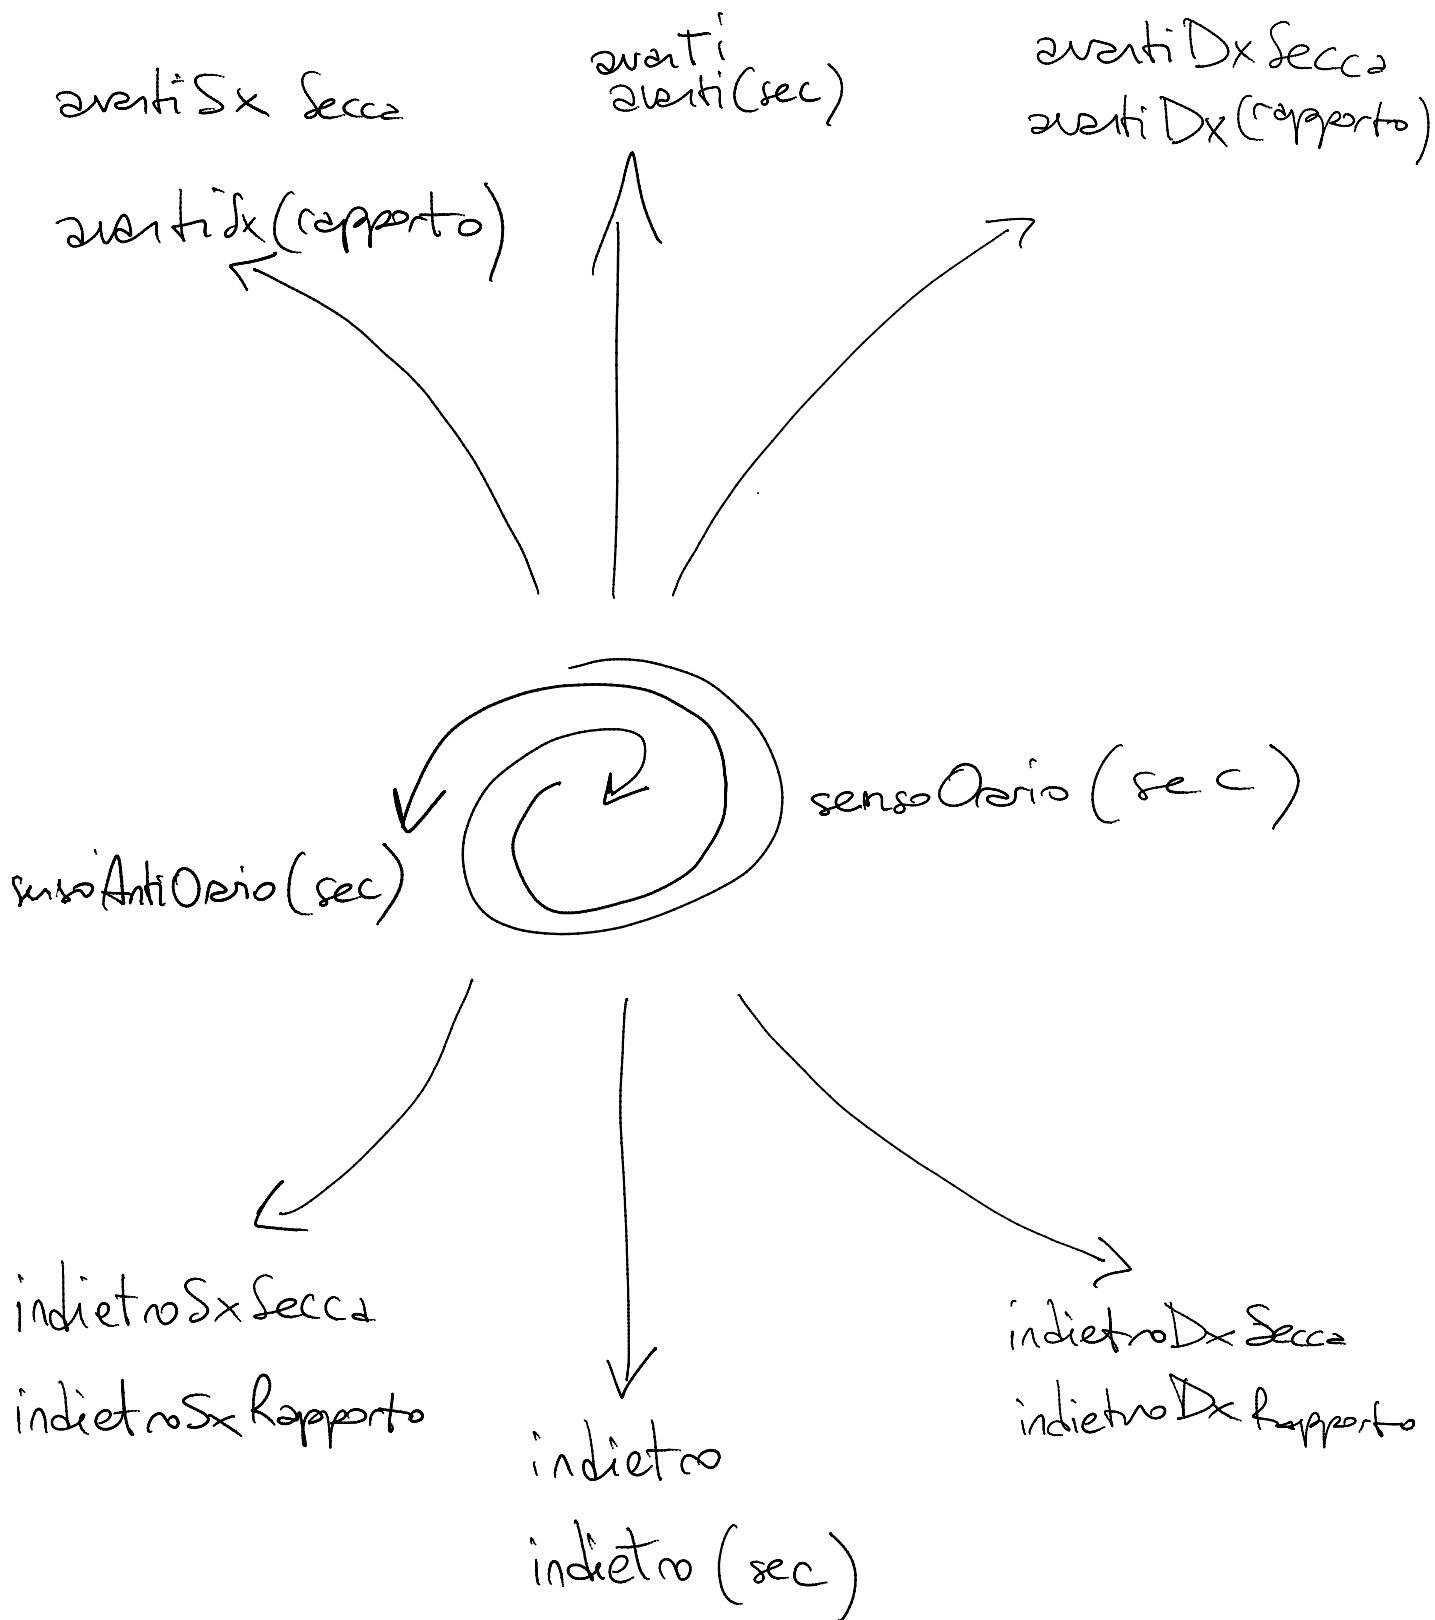 avanti
avanti(sec)
avantiSx Secca
avantiSx(rapporto)
avantiDxSecca
avantiDx(rapporto)
sensoOrario(sec)
sensoAntiOrario(sec)
indietroSxSecca
indietroSxRapporto
indietroDxSecca
indietroDxRapporto
indietro
indietro(sec)